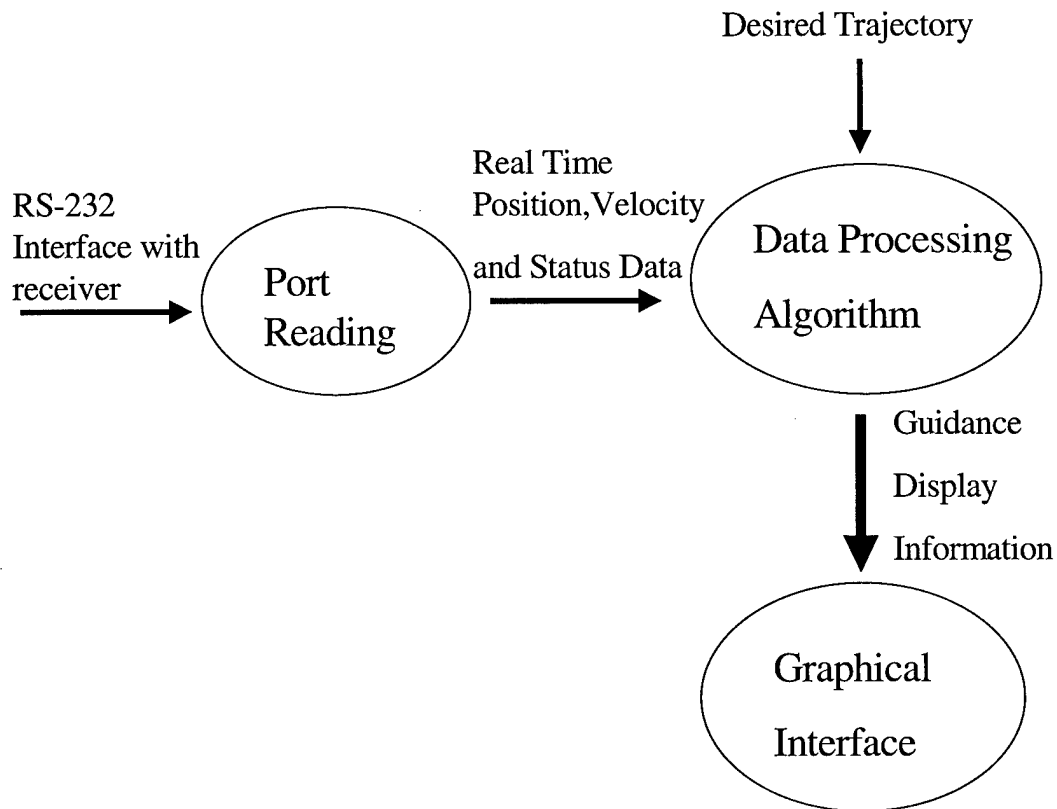 Desired Trajectory
RS-232
Interface with
receiver
Port
Reading
Real Time
Position,Velocity
and Status Data
Data Processing
Algorithm
Guidance
Display
Information
Graphical
Interface